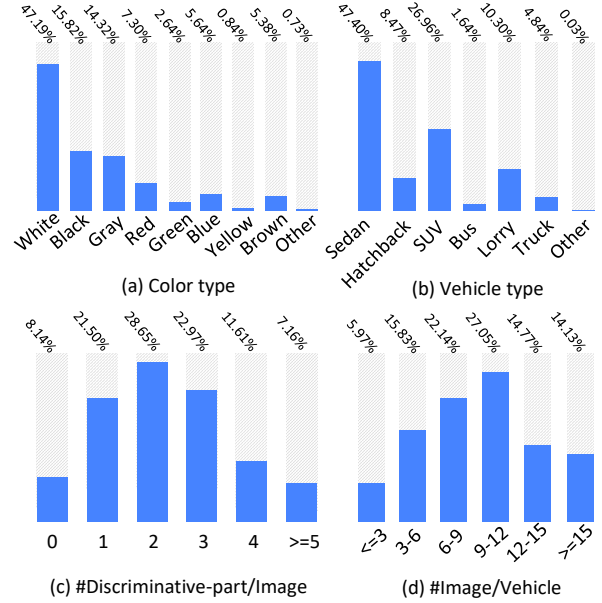 47.19% 15.82% 14.32% 7.30% 2.64% 5.64% 0.84% 5.38% 0.73%
White Black Gray Red Green Blue Yellow Brown Other
(a) Color type
47.40% 8.47% 26.96% 1.64% 10.30% 4.84% 0.03%
Sedan Hatchback SUV Bus Lorry Truck Other
(b) Vehicle type
8.14% 21.50% 28.65% 22.97% 11.61% 7.16%
0 1 2 3 4 >=5
(c) #Discriminative-part/Image
5.97% 15.83% 22.14% 27.05% 14.77% 14.13%
<=3 3-6 6-9 9-12 12-15 >=15
(d) #Image/Vehicle